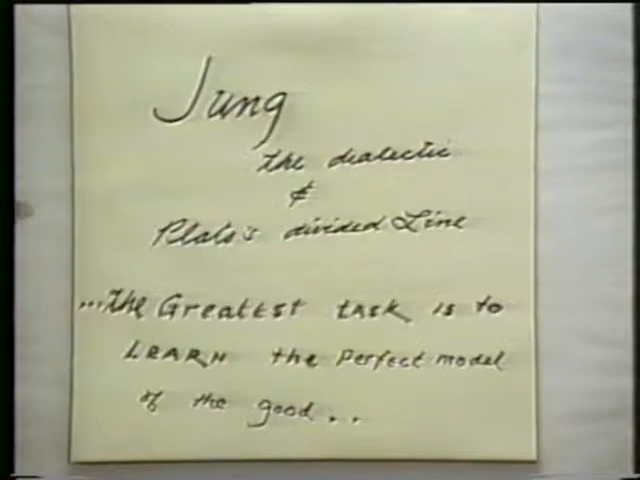 Jung
the dialectic
&
Plato's divided Line
...the Greatest task is to
LEARN the Perfect model
of the good...